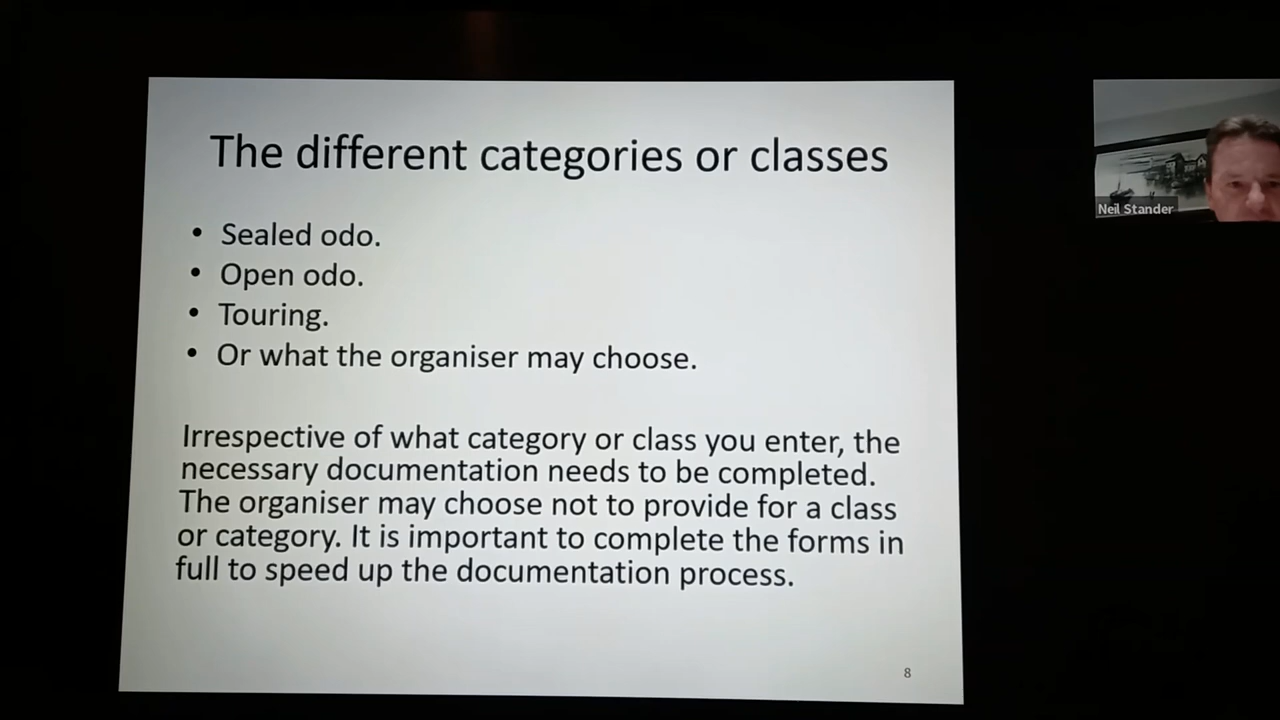 The different categories or classes
• Sealed odo.
• Open odo.
• Touring.
• Or what the organiser may choose.
Irrespective of what category or class you enter, the
necessary documentation needs to be completed.
The organiser may choose not to provide for a class
or category. It is important to complete the forms in
full to speed up the documentation process.
8
Neil Stander